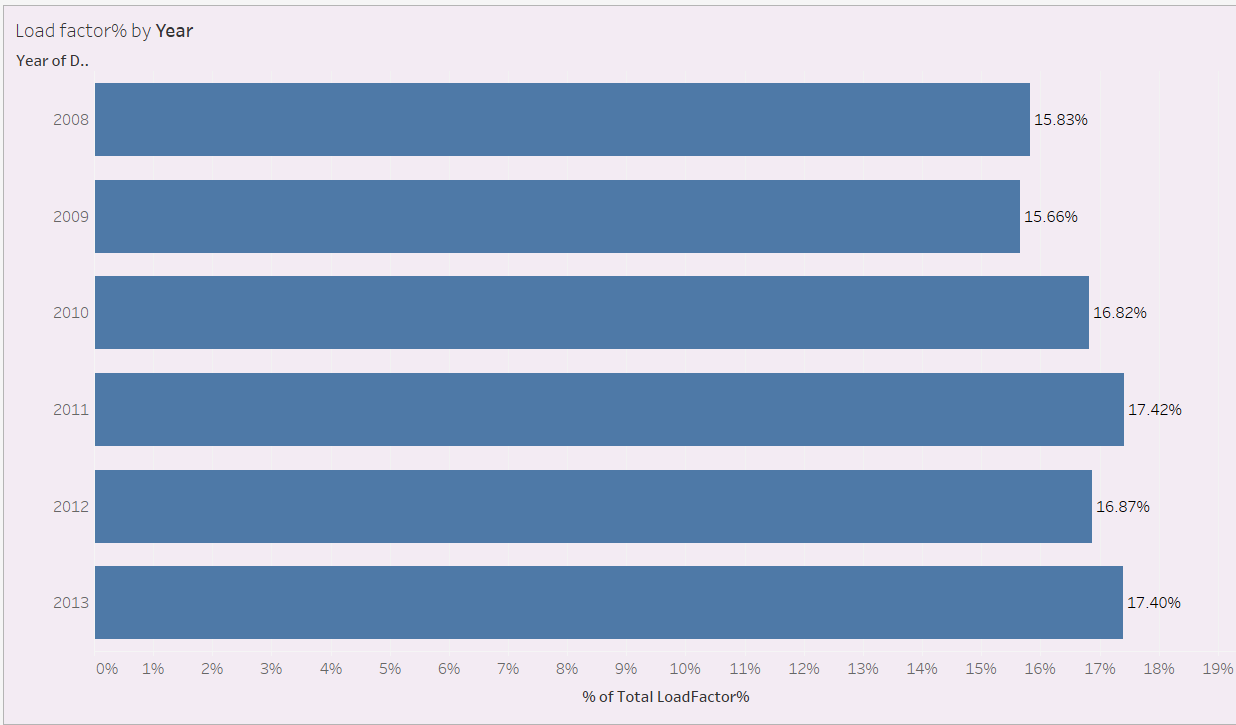 Load factor% by Year
Year of D..
2008 15.83%
2009 15.66%
2010 16.82%
2011 17.42%
2012 16.87%
2013 17.40%
0% 1% 2% 3% 4% 5% 6% 7% 8% 9% 10% 11% 12% 13% 14% 15% 16% 17% 18% 19%
% of Total LoadFactor%